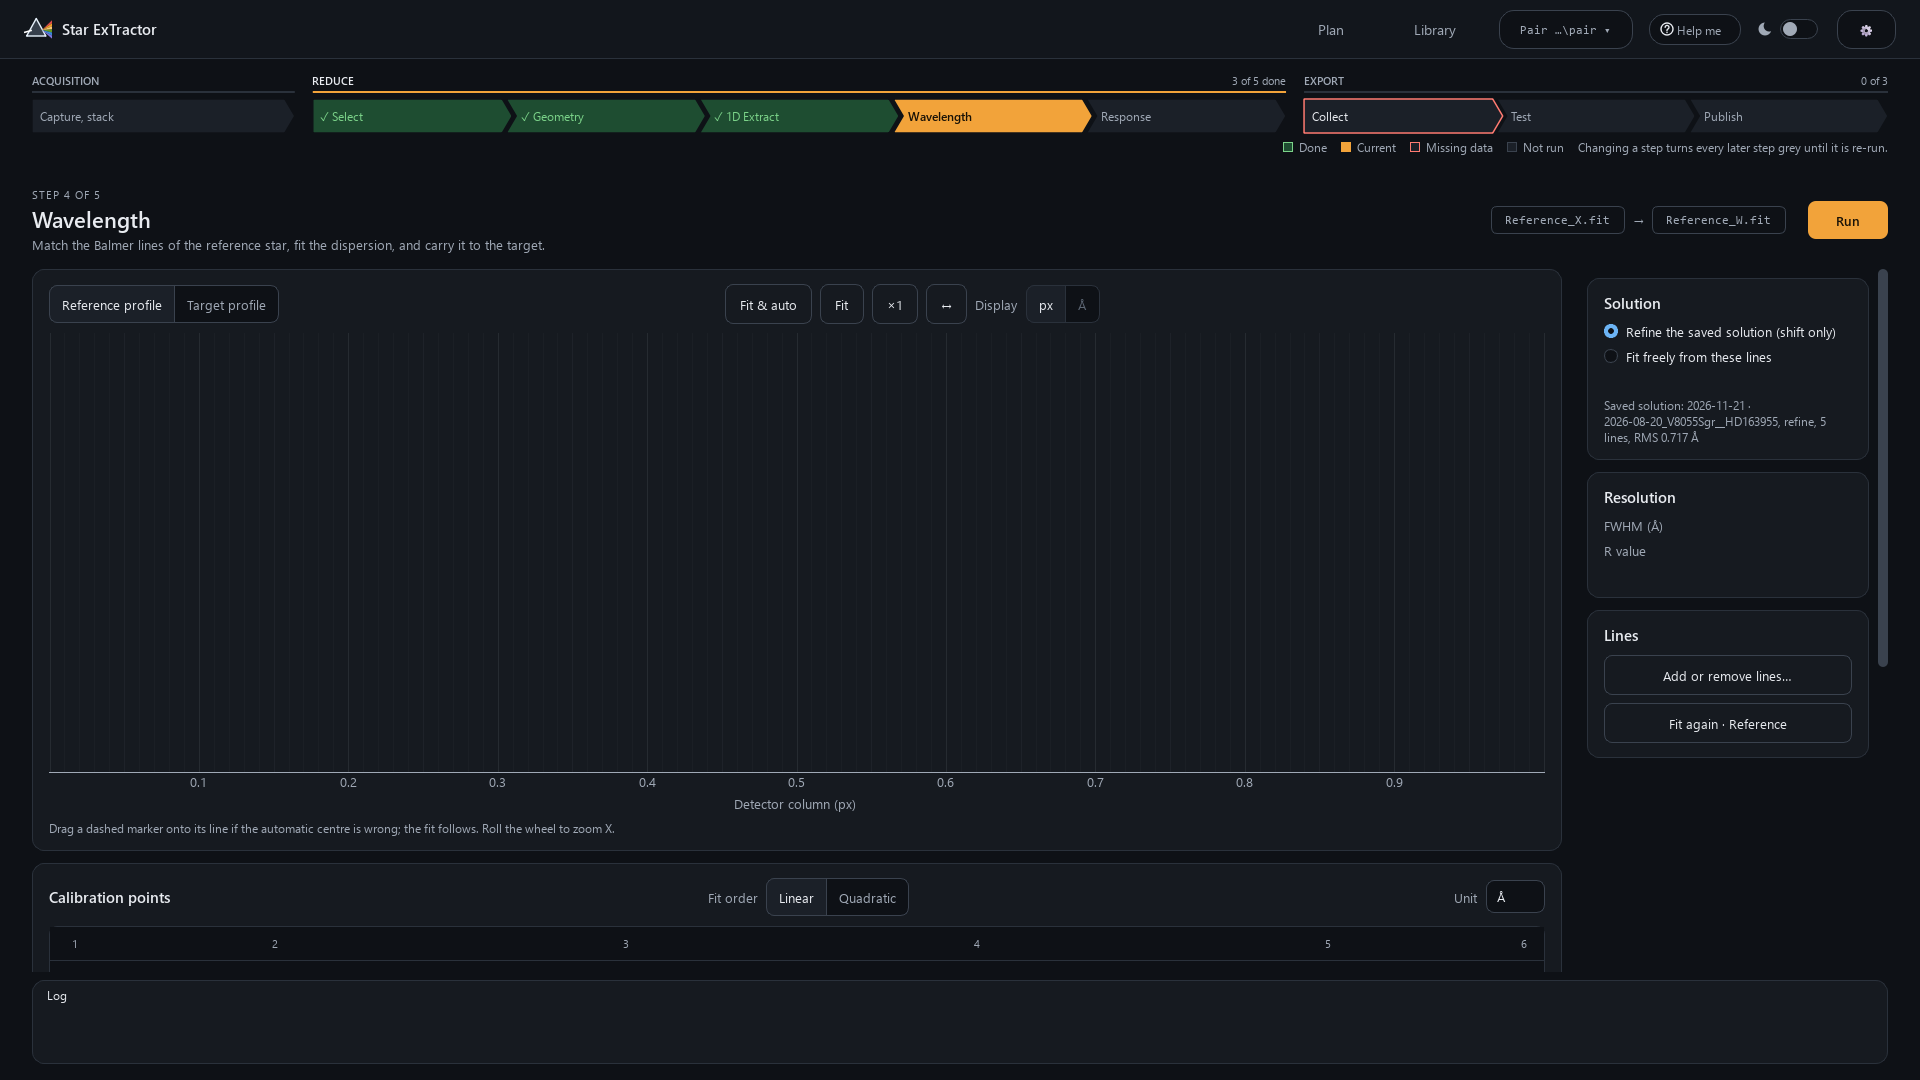 Star ExTractor
Plan
Library
Pair …\pair ▾
Help me
ACQUISITION
REDUCE
3 of 5 done
EXPORT
0 of 3
Capture, stack
✓ Select
✓ Geometry
✓ 1D Extract
Wavelength
Response
Collect
Test
Publish
Done
Current
Missing data
Not run
Changing a step turns every later step grey until it is re-run.
STEP 4 OF 5
Wavelength
Match the Balmer lines of the reference star, fit the dispersion, and carry it to the target.
Reference_X.fit → Reference_W.fit
Run
Reference profile
Target profile
Fit & auto
Fit
×1
↔
Display
px
Å
0.1 0.2 0.3 0.4 0.5 0.6 0.7 0.8 0.9
Detector column (px)
Drag a dashed marker onto its line if the automatic centre is wrong; the fit follows. Roll the wheel to zoom X.
Solution
Refine the saved solution (shift only)
Fit freely from these lines
Saved solution: 2026-11-21 ·
2026-08-20_V8055Sgr__HD163955, refine, 5
lines, RMS 0.717 Å
Resolution
FWHM (Å)
R value
Lines
Add or remove lines…
Fit again · Reference
Calibration points
Fit order
Linear
Quadratic
Unit
Å
1 2 3 4 5 6
Log